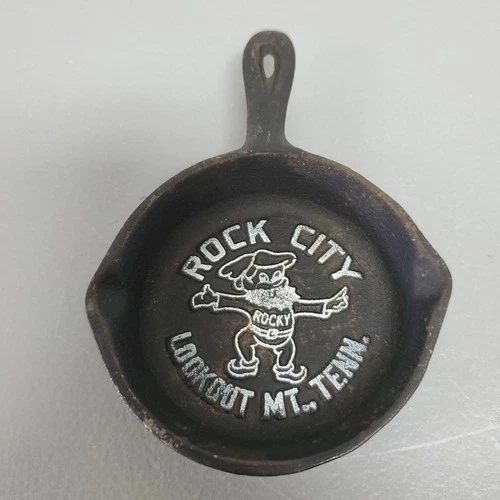 ROCK CITY
ROCKY
LOOKOUT MT., TENN.